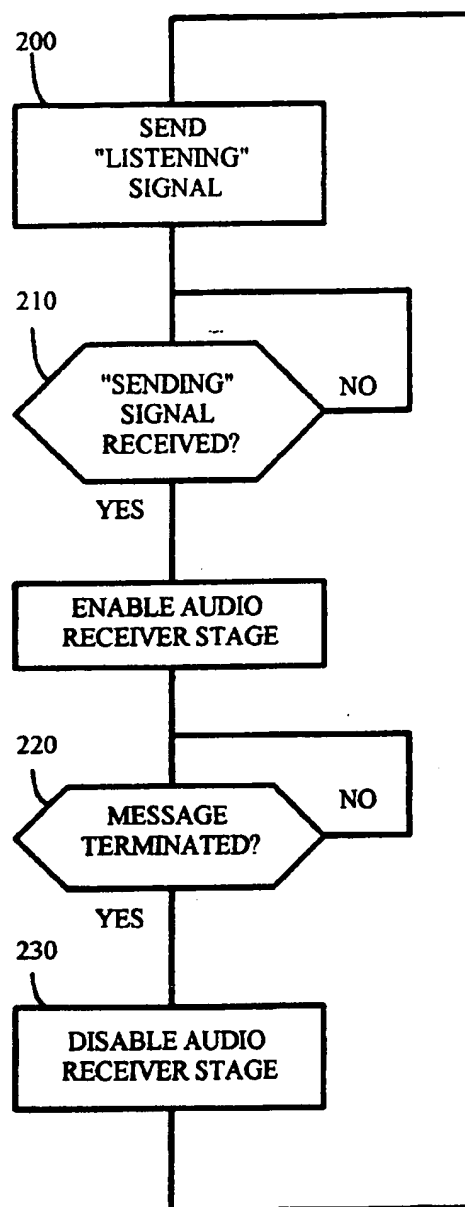 200
SEND
"LISTENING"
SIGNAL
210
"SENDING"
SIGNAL
RECEIVED?
NO
YES
ENABLE AUDIO
RECEIVER STAGE
220
MESSAGE
TERMINATED?
NO
YES
230
DISABLE AUDIO
RECEIVER STAGE